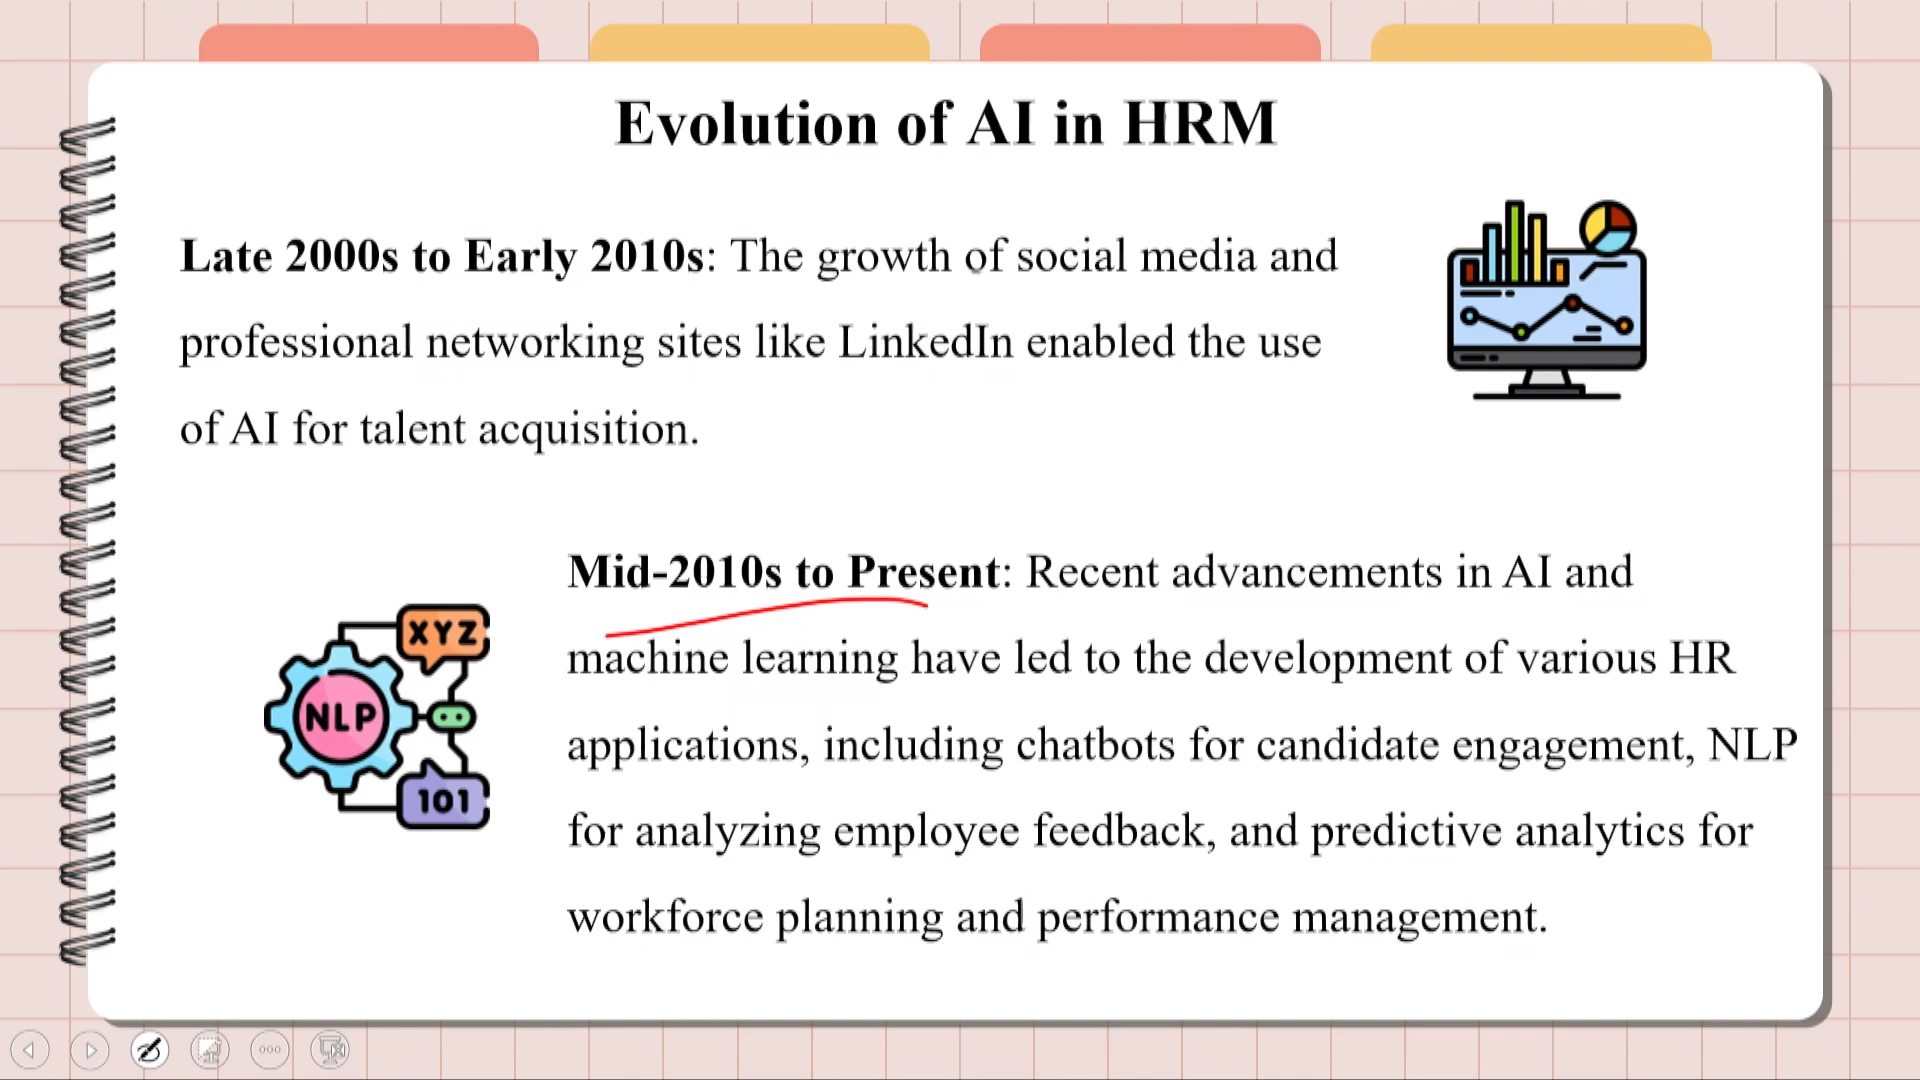 Evolution of AI in HRM
Late 2000s to Early 2010s: The growth of social media and
professional networking sites like LinkedIn enabled the use
of AI for talent acquisition.
Mid-2010s to Present: Recent advancements in AI and
machine learning have led to the development of various HR
applications, including chatbots for candidate engagement, NLP
for analyzing employee feedback, and predictive analytics for
workforce planning and performance management.
XYZ
NLP
101